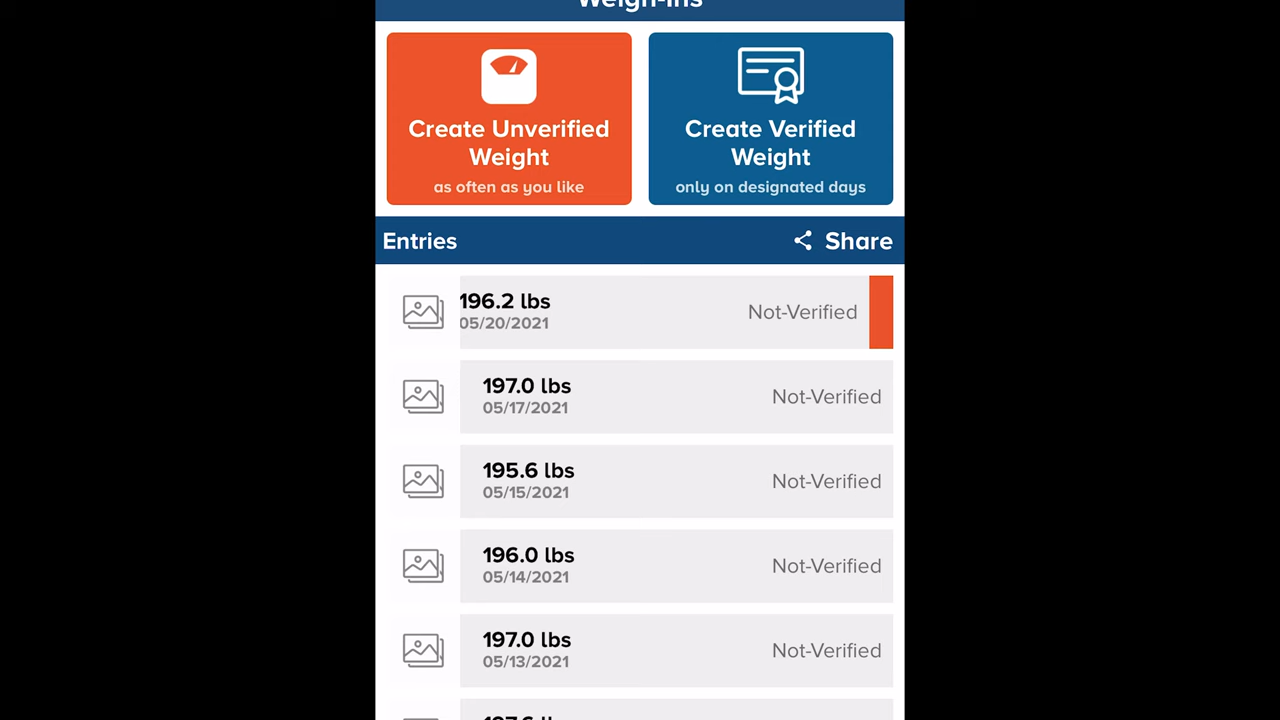 Weigh-Ins
Create Unverified
Weight
as often as you like
Create Verified
Weight
only on designated days
Entries
Share
196.2 lbs
05/20/2021
Not-Verified
197.0 lbs
05/17/2021
Not-Verified
195.6 lbs
05/15/2021
Not-Verified
196.0 lbs
05/14/2021
Not-Verified
197.0 lbs
05/13/2021
Not-Verified